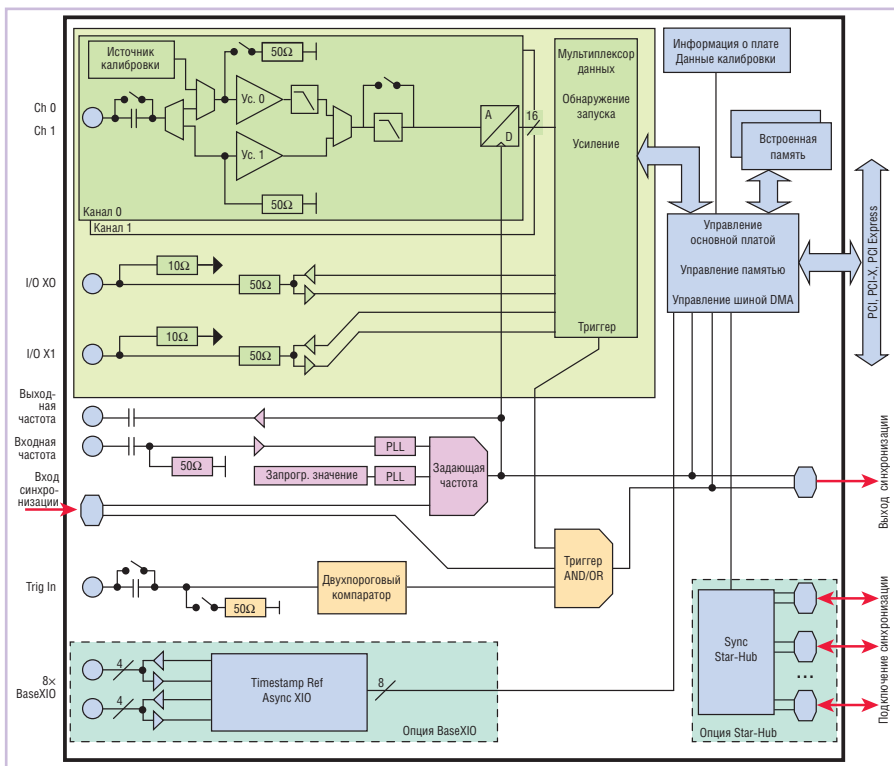 Источник
калибровки
50Ω
Мультиплексор
данных
Обнаружение
запуска
Усиление
Информация о плате
Данные калибровки
Ch 0
Ch 1
Ус. 0
Ус. 1
A
D
16
Встроенная
память
50Ω
Канал 0
Канал 1
Управление
основной платой
Управление памятью
Управление шиной DMA
PCI, PCI-X, PCI Express
I/O X0
10Ω
50Ω
I/O X1
10Ω
50Ω
Триггер
Выход-
ная
частота
Входная
частота
50Ω
PLL
Запрогр. значение
PLL
Задающая
частота
Вход
синхро-
низации
Выход синхронизации
Trig In
50Ω
Двухпороговый
компаратор
Триггер
AND/OR
8×
BaseXIO
4
4
Timestamp Ref
Async XIO
8
Опция BaseXIO
Sync
Star-Hub
...
Опция Star-Hub
Подключение синхронизации